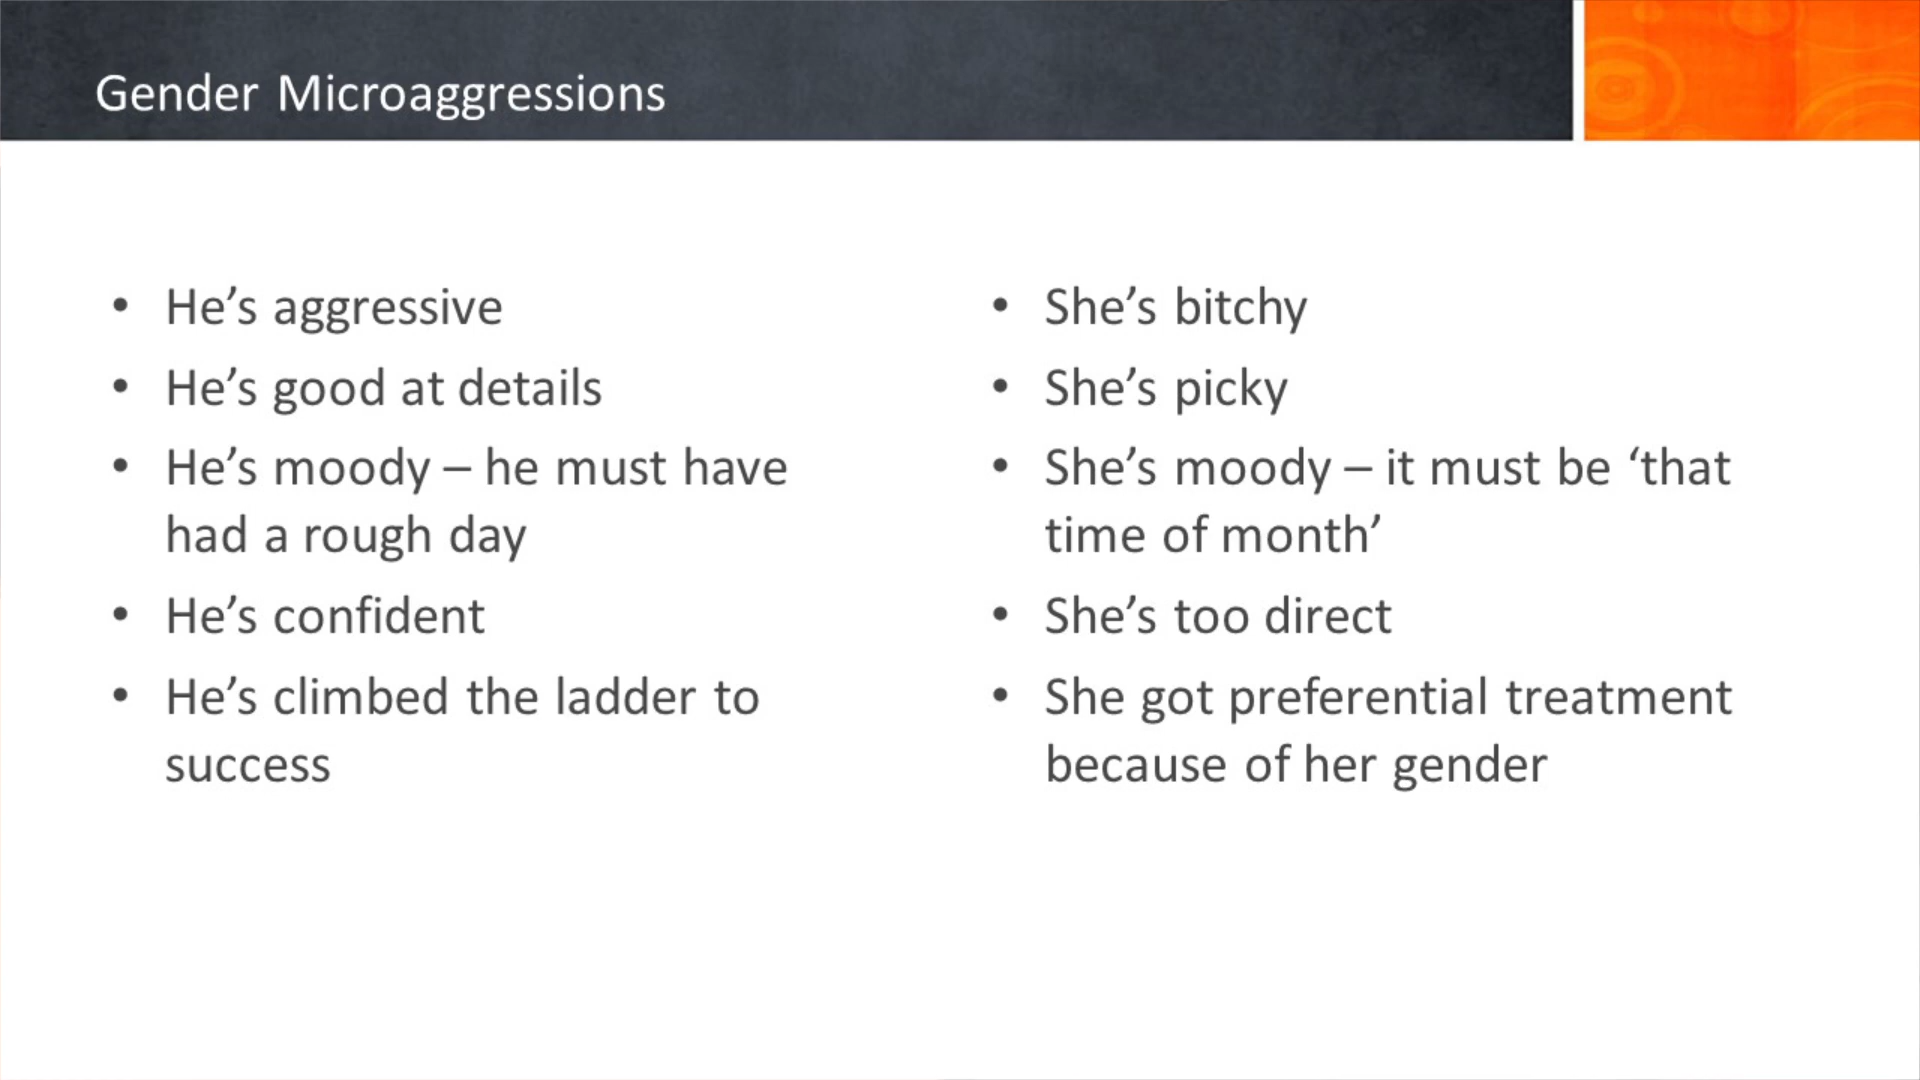 Gender Microaggressions
• He’s aggressive
• He’s good at details
• He’s moody – he must have
had a rough day
• He’s confident
• He’s climbed the ladder to
success
• She’s bitchy
• She’s picky
• She’s moody – it must be ‘that
time of month’
• She’s too direct
• She got preferential treatment
because of her gender